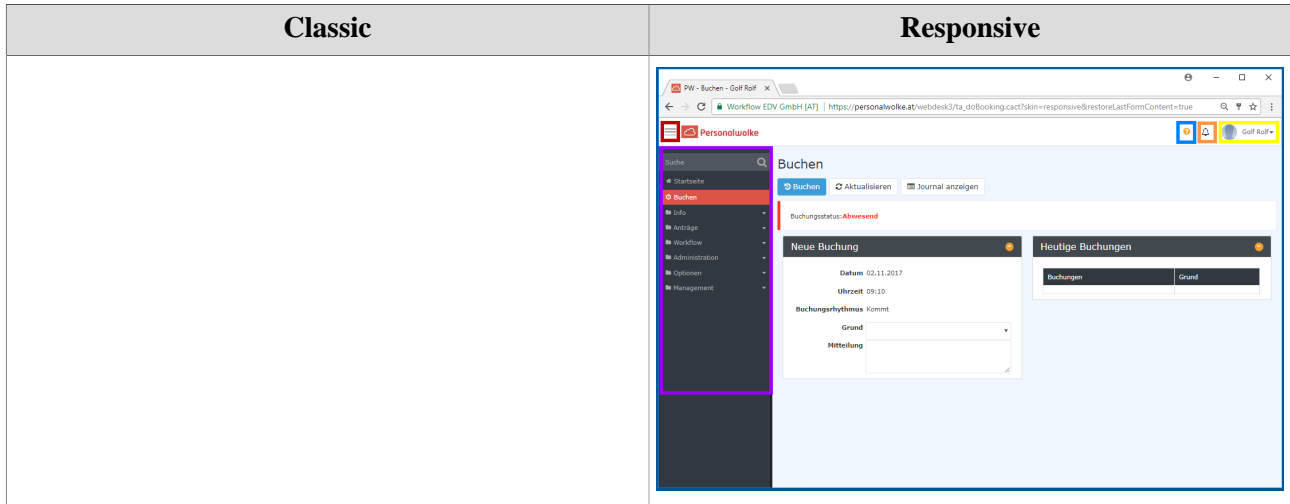 Classic Responsive
PW - Buchen - Golf Rolf
Workflow EDV GmbH [AT] | https://personalwolke.at/webdesk3/ta_doBooking.cact?skin=responsive&restoreLastFormContent=true
Personalwolke Golf Rolf
Suche
Buchen
Startseite
Buchen Aktualisieren Journal anzeigen
Buchen
Info
Buchungsstatus:Abwesend
Anträge
Workflow
Neue Buchung Heutige Buchungen
Administration
Optionen
Datum 02.11.2017
Buchungen Grund
Management
Uhrzeit 09:10
Buchungsrhythmus Kommt
Grund
Mitteilung